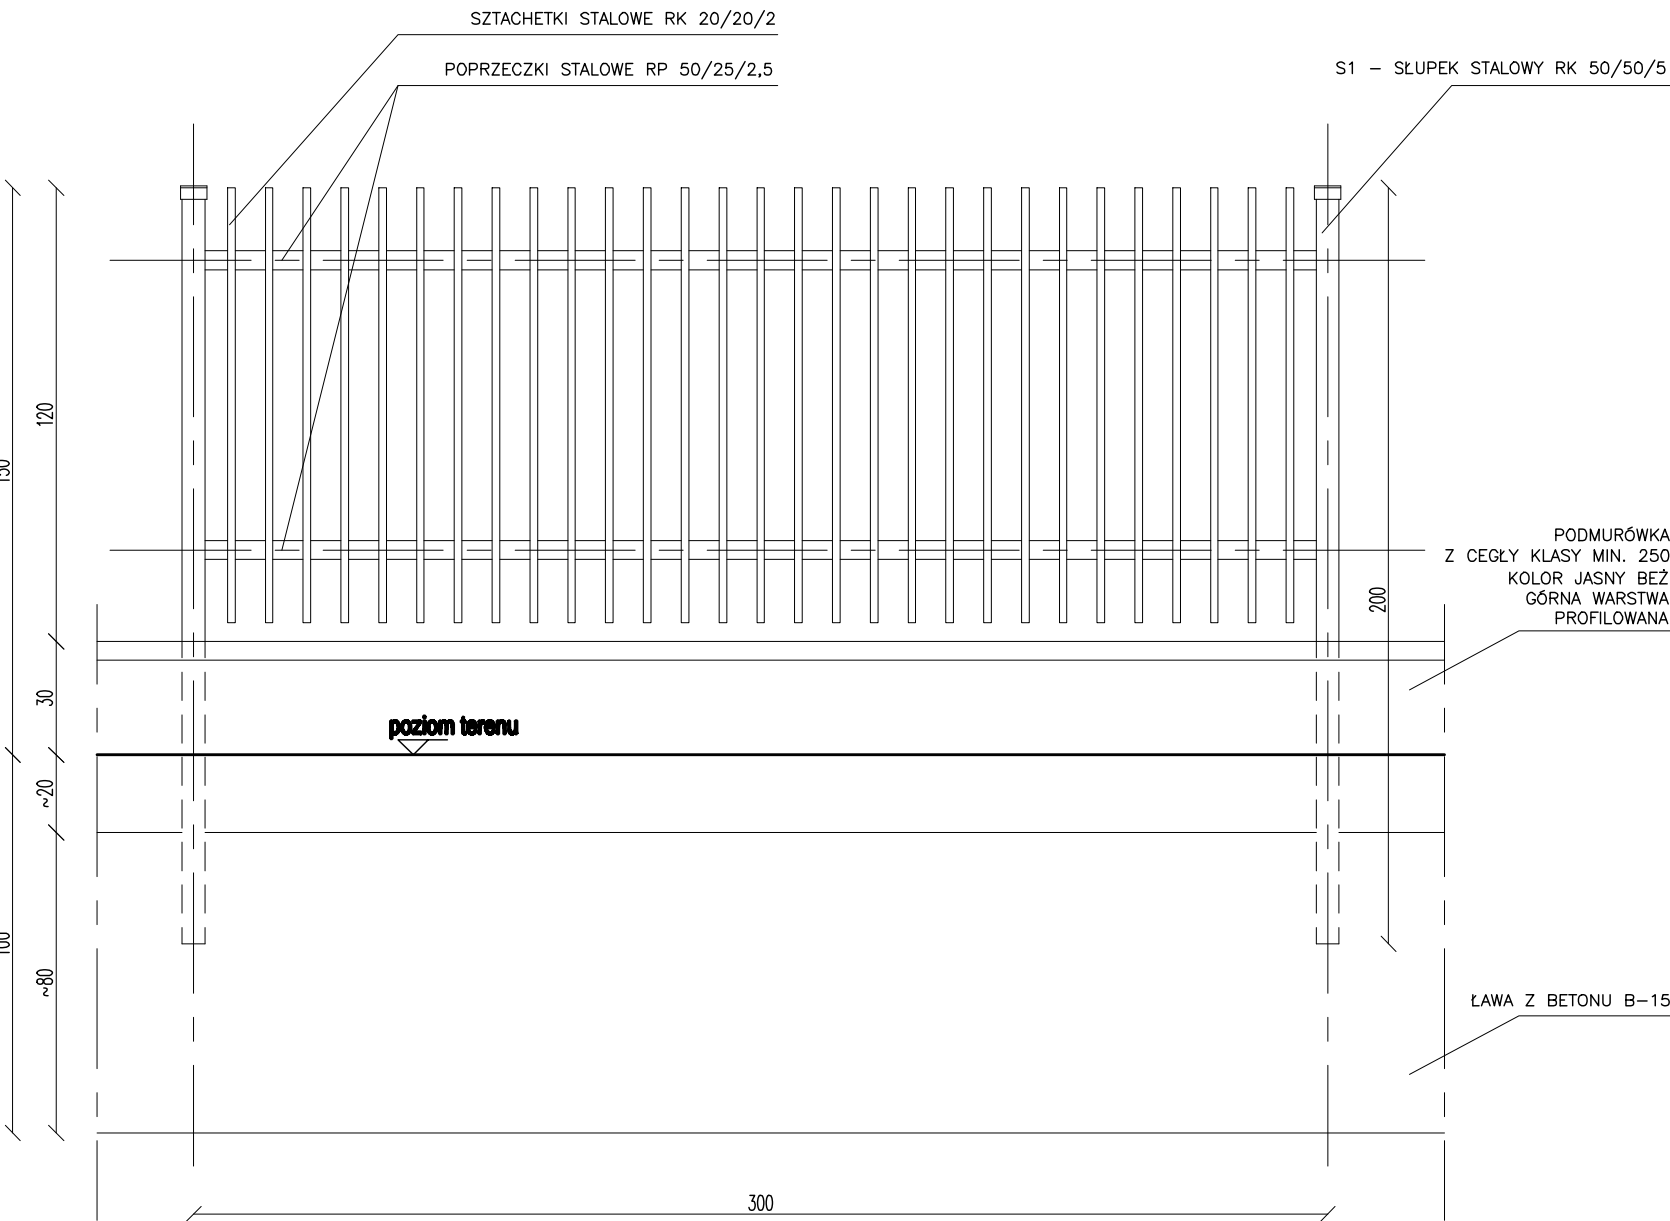 SZTACHETKI STALOWE RK 20/20/2
POPRZECZKI STALOWE RP 50/25/2,5
S1 – SŁUPEK STALOWY RK 50/50/5
120
150
PODMURÓWKA
Z CEGŁY KLASY MIN. 250
KOLOR JASNY BEŻ
GÓRNA WARSTWA
PROFILOWANA
200
30
poziom terenu
~20
100
~80
ŁAWA Z BETONU B–15
300